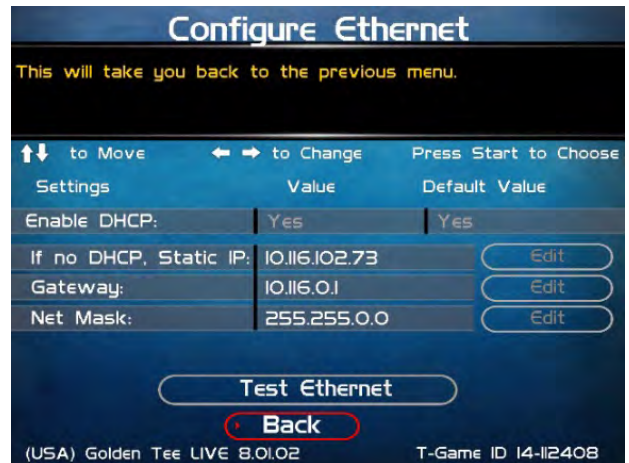 Configure Ethernet
This will take you back to the previous menu.
to Move to Change Press Start to Choose
Settings Value Default Value
Enable DHCP: Yes Yes
If no DHCP, Static IP: 10.116.102.73 Edit
Gateway: 10.116.0.1 Edit
Net Mask: 255.255.0.0 Edit
Test Ethernet
Back
(USA) Golden Tee LIVE 8.01.02 T-Game ID 14-112408